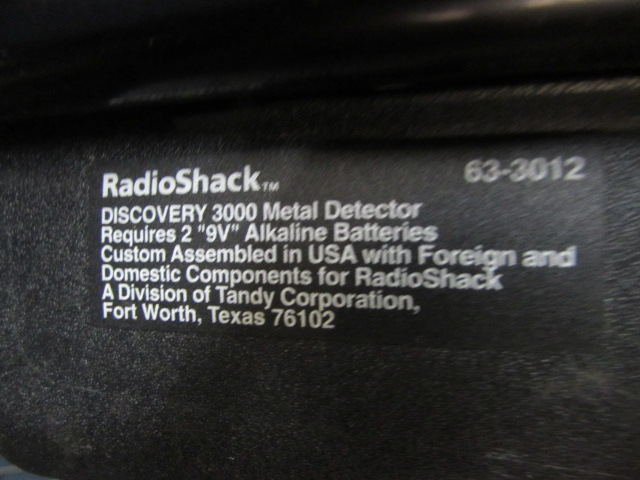 RadioShack™ 63-3012
DISCOVERY 3000 Metal Detector
Requires 2 "9V" Alkaline Batteries
Custom Assembled in USA with Foreign and
Domestic Components for RadioShack
A Division of Tandy Corporation,
Fort Worth, Texas 76102